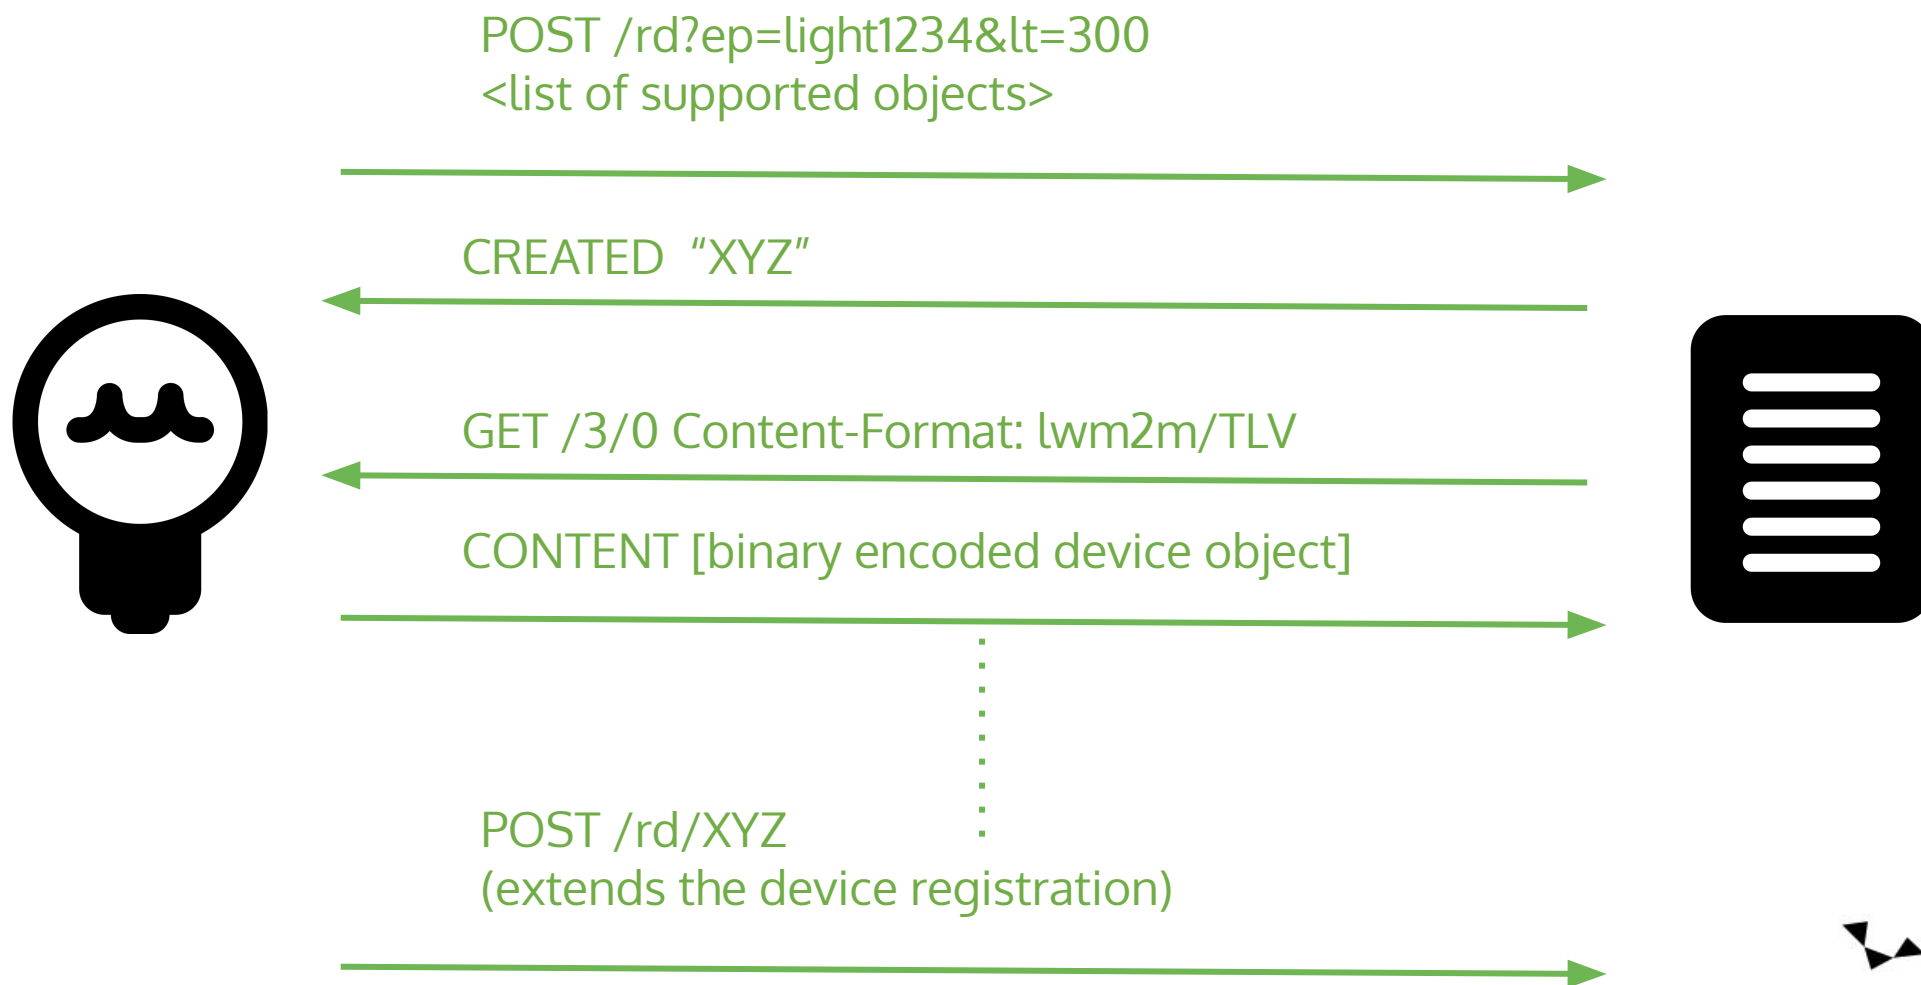 POST /rd?ep=light1234&lt=300
<list of supported objects>
CREATED “XYZ”
GET /3/0 Content-Format: lwm2m/TLV
CONTENT [binary encoded device object]
POST /rd/XYZ
(extends the device registration)